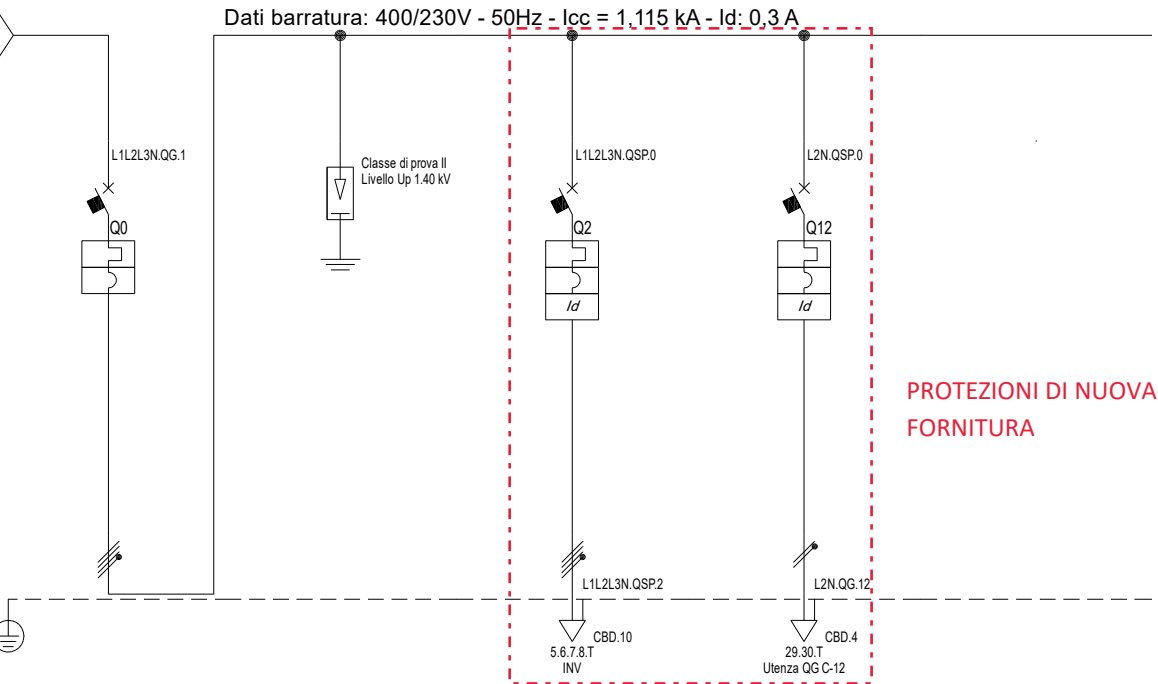 Dati barratura: 400/230V - 50Hz - Icc = 1,115 kA - Id: 0,3 A
L1L2L3N.QG.1
Q0
Classe di prova II
Livello Up 1.40 kV
L1L2L3N.QSP.0
Q2
Id
L2N.QSP.0
Q12
Id
PROTEZIONI DI NUOVA
FORNITURA
L1L2L3N.QSP.2
L2N.QG.12
CBD.10
5.6.7.8.T
INV
CBD.4
29.30.T
Utenza QG C-12